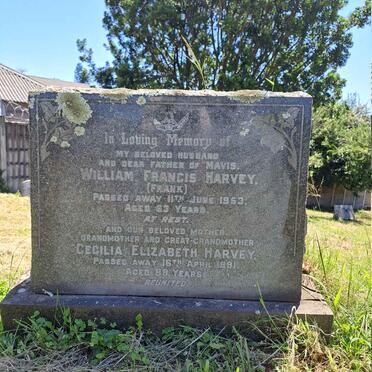 In Loving Memory of
MY BELOVED HUSBAND
AND DEAR FATHER OF MAVIS.
WILLIAM FRANCIS HARVEY,
(FRANK)
PASSED AWAY 11TH JUNE 1953,
AGED 63 YEARS.
AT REST.
AND OUR BELOVED MOTHER
GRANDMOTHER AND GREAT-GRANDMOTHER
CECILIA ELIZABETH HARVEY
PASSED AWAY 16TH APRIL 1981
AGED 88 YEARS
REUNITED